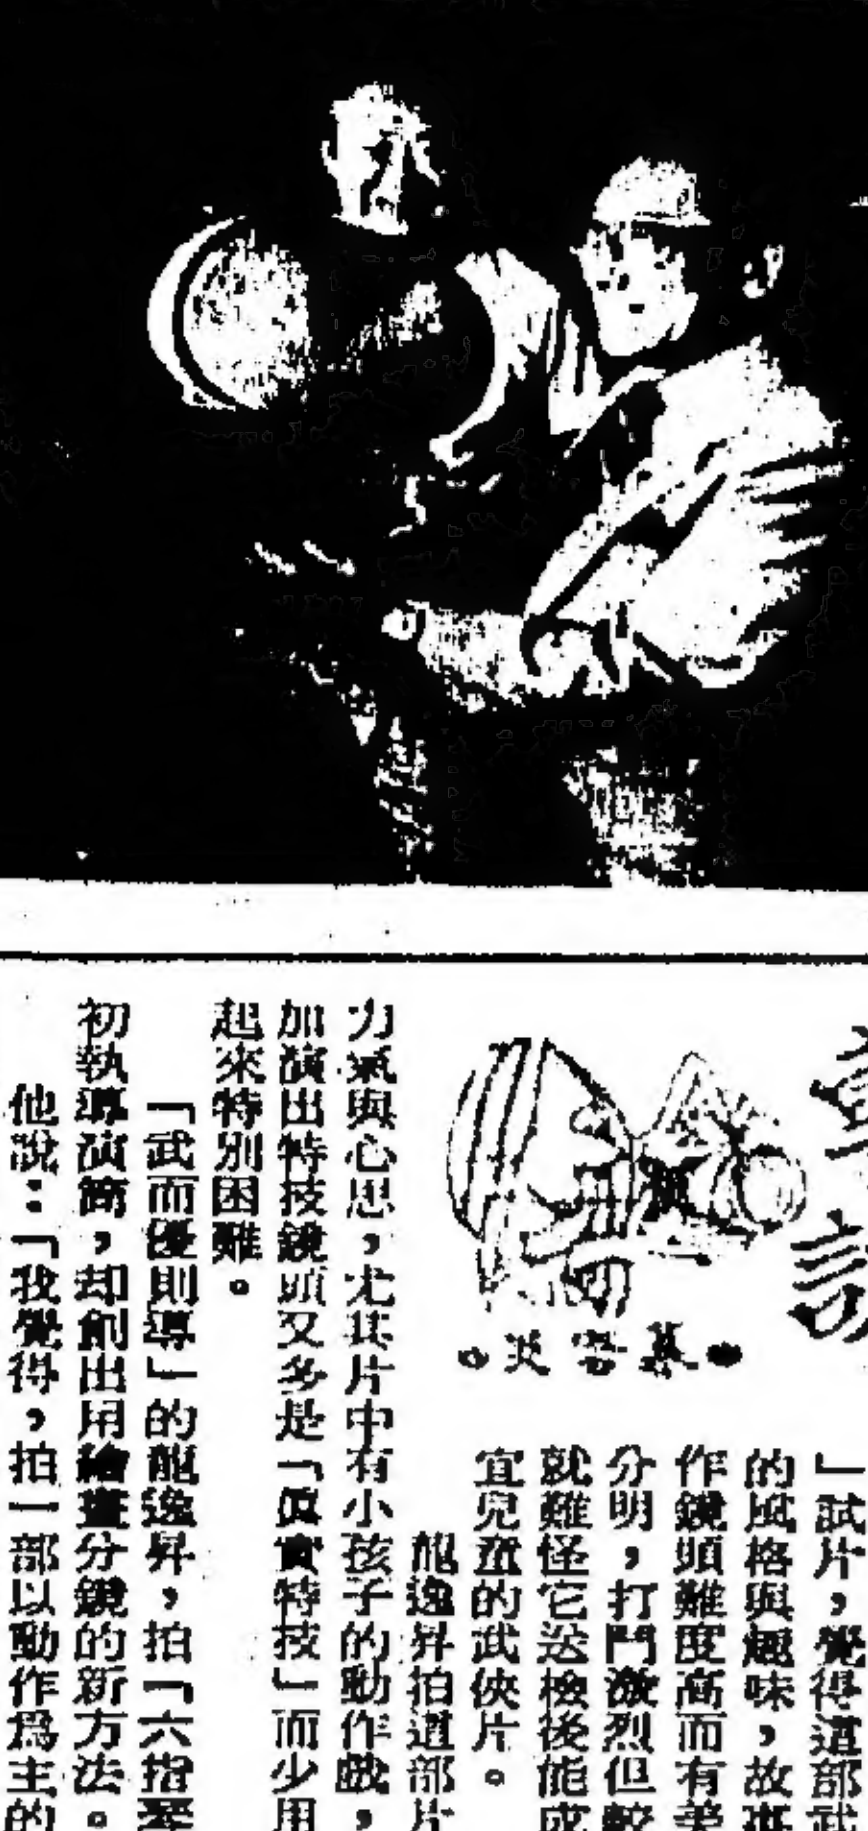 」試片，覺得這部武
的風格與趣味，故事
作鏡頭難度高而有美
分明，打鬥激烈但較
就難怪它送檢後能成
宜兒童的武俠片。
龍逸昇拍這部片
力氣與心思，尤其片中有小孩子的動作戲，
加演出特技鏡頭又多是「真實特技」而少用
起來特別困難。
「武而優則導」的龍逸昇，拍「六指琴
初執導演筒，却創出用繪畫分鏡的新方法。
他說：「我覺得，拍一部以動作爲主的